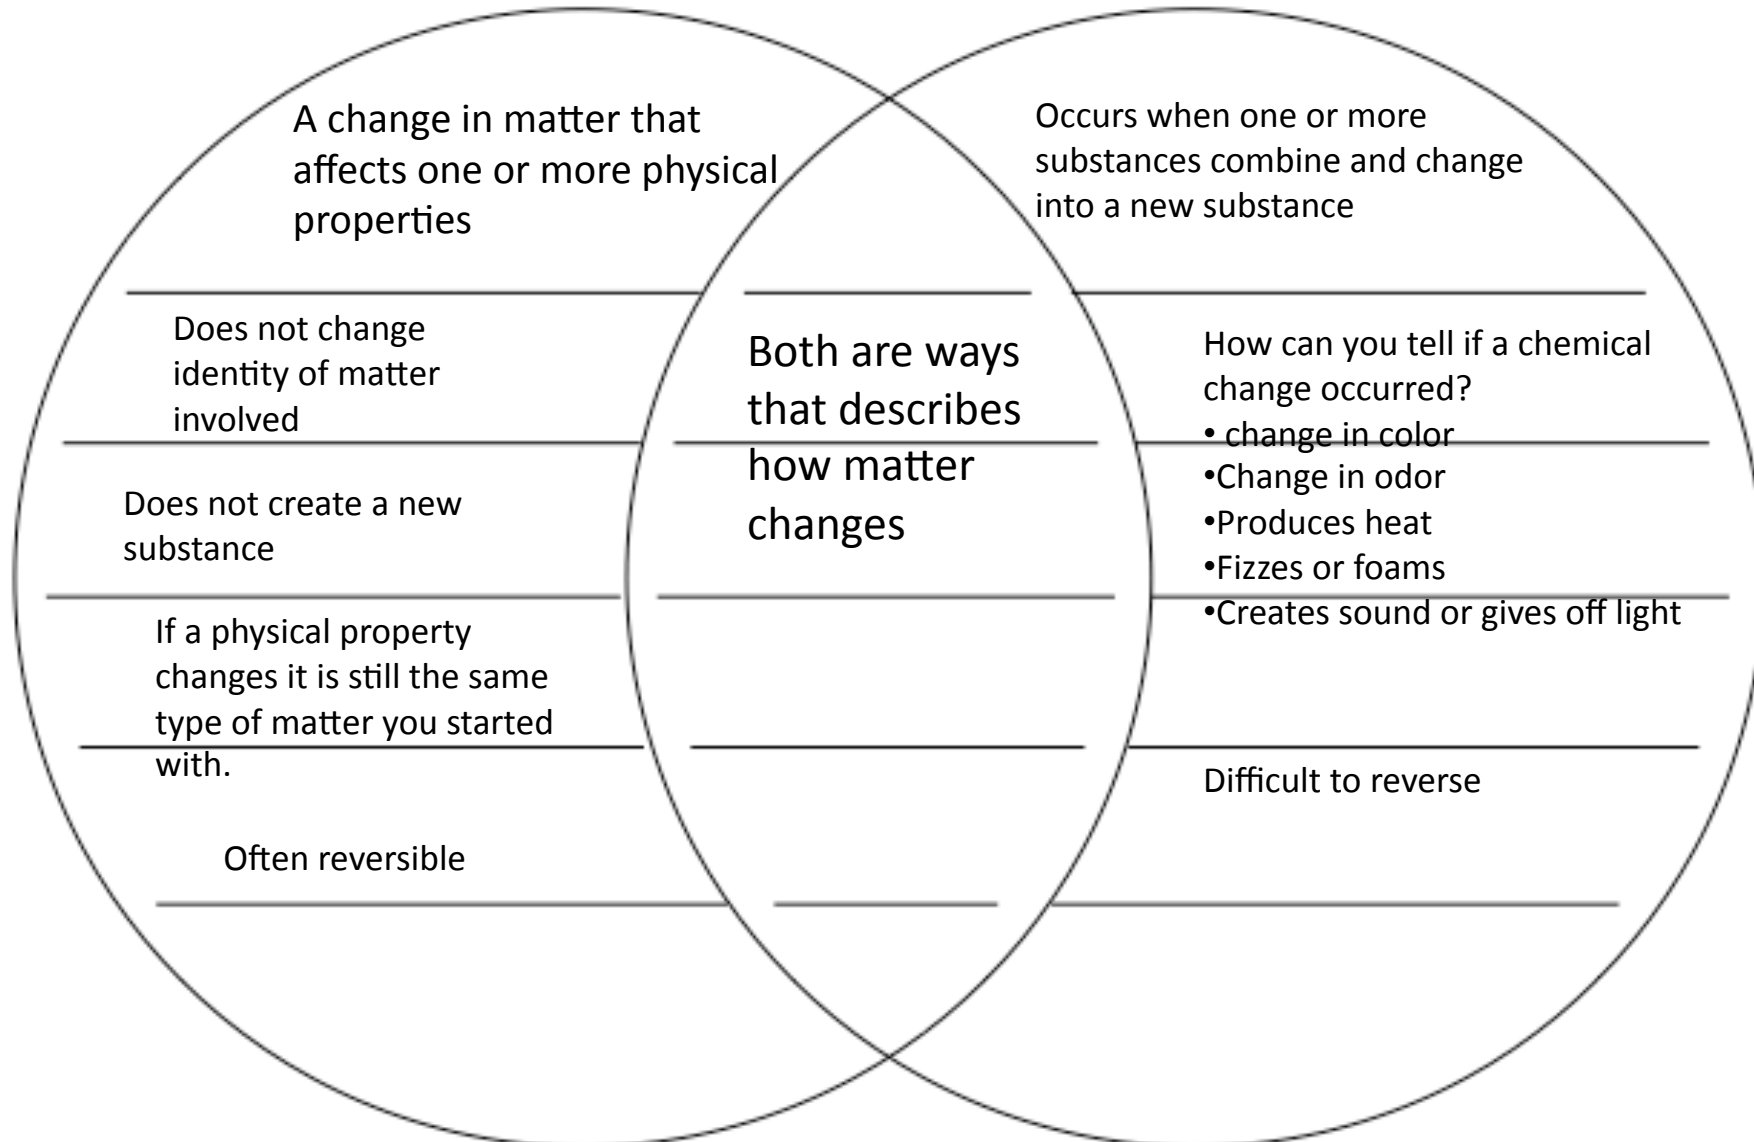 A change in matter that
affects one or more physical
properties
Does not change
identity of matter
involved
Does not create a new
substance
If a physical property
changes it is still the same
type of matter you started
with.
Often reversible
Both are ways
that describes
how matter
changes
Occurs when one or more
substances combine and change
into a new substance
How can you tell if a chemical
change occurred?
• change in color
•Change in odor
•Produces heat
•Fizzes or foams
•Creates sound or gives off light
Difficult to reverse